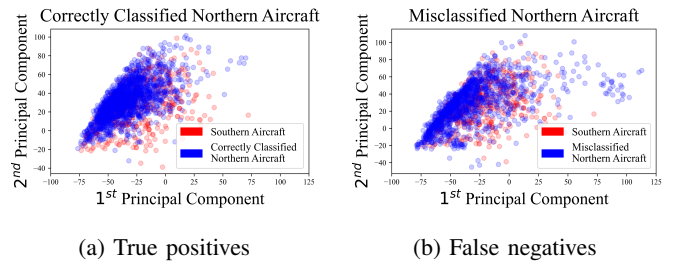 Correctly Classified Northern Aircraft
2nd Principal Component
100
80
60
40
20
0
−20
−40
Southern Aircraft
Correctly Classified
Northern Aircraft
−100 −75 −50 −25 0 25 50 75 100 125
1st Principal Component
(a) True positives
Misclassified Northern Aircraft
2nd Principal Component
100
80
60
40
20
0
−20
−40
Southern Aircraft
Misclassified
Northern Aircraft
−100 −75 −50 −25 0 25 50 75 100 125
1st Principal Component
(b) False negatives